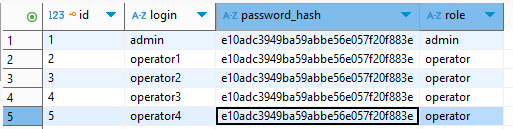 123 id A-Z login A-Z password_hash A-Z role
1 1 admin e10adc3949ba59abbe56e057f20f883e admin
2 2 operator1 e10adc3949ba59abbe56e057f20f883e operator
3 3 operator2 e10adc3949ba59abbe56e057f20f883e operator
4 4 operator3 e10adc3949ba59abbe56e057f20f883e operator
5 5 operator4 e10adc3949ba59abbe56e057f20f883e operator